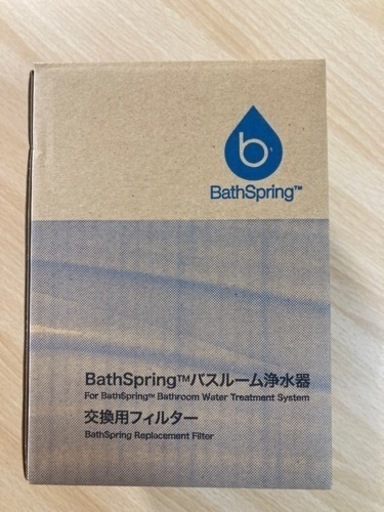 b
BathSpring™
BathSpring™バスルーム浄水器
For BathSpring™ Bathroom Water Treatment System
交換用フィルター
BathSpring Replacement Filter